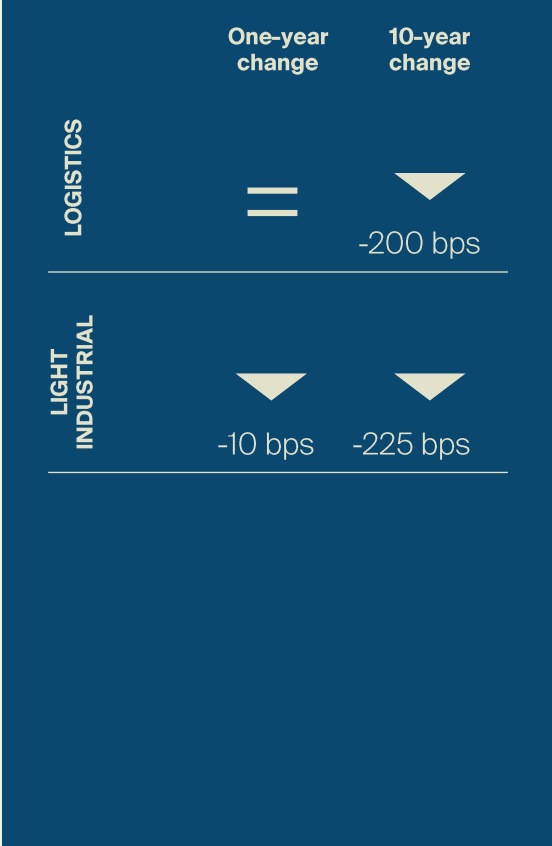 One-year
change
10-year
change
LOGISTICS
=
-200 bps
LIGHT
INDUSTRIAL
-10 bps
-225 bps